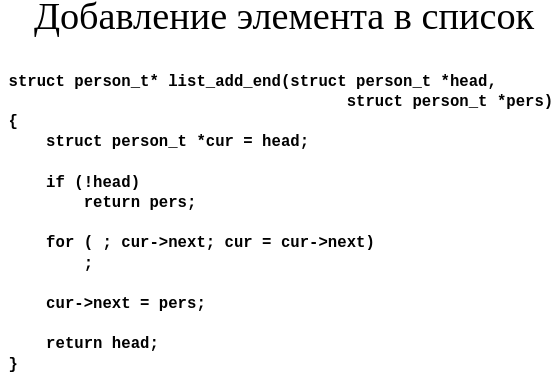 Добавление элемента в список
struct person_t* list_add_end(struct person_t *head,
                                    struct person_t *pers)
{
    struct person_t *cur = head;

    if (!head)
        return pers;

    for ( ; cur->next; cur = cur->next)
        ;

    cur->next = pers;

    return head;
}